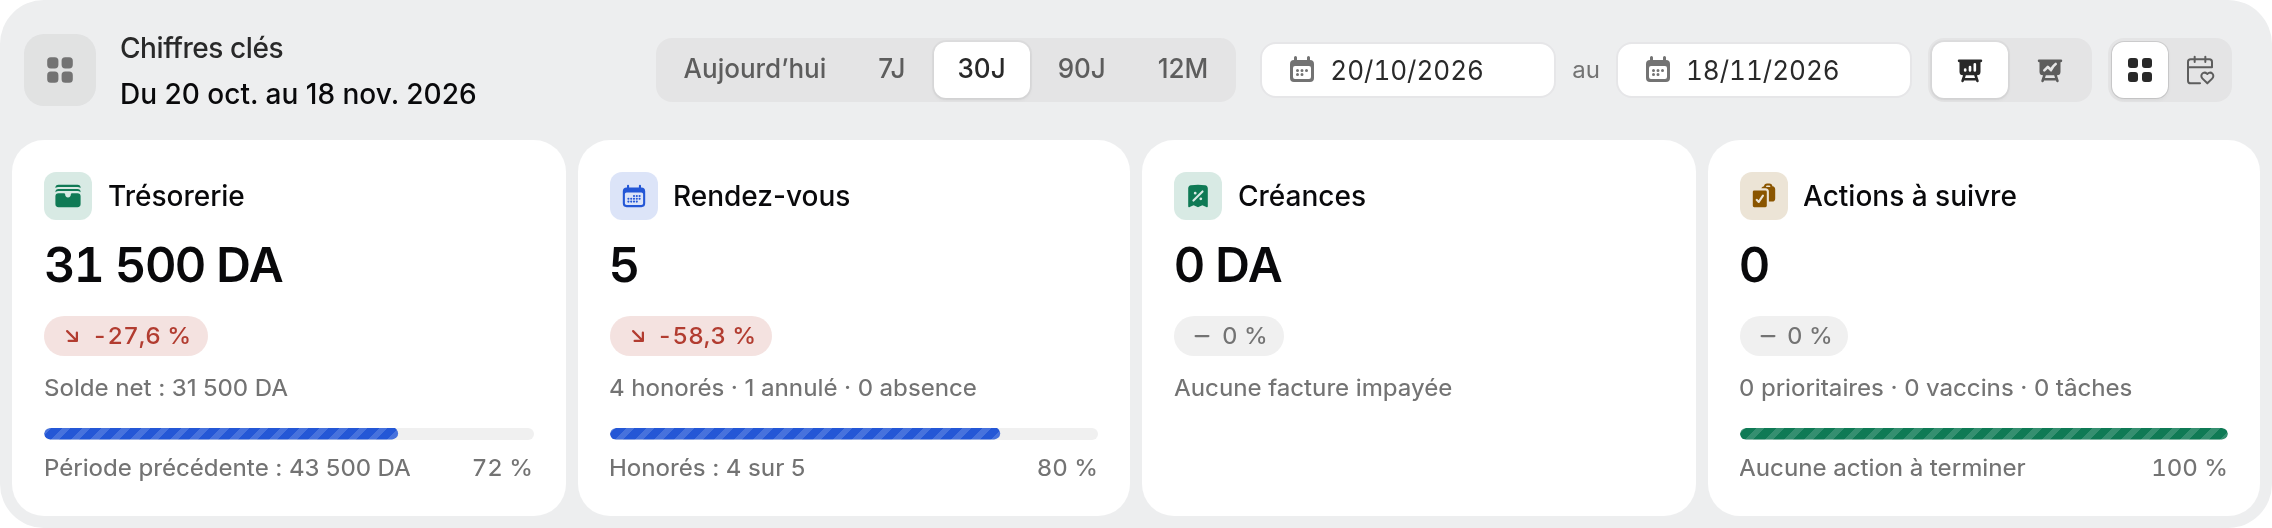 Chiffres clés
Du 20 oct. au 18 nov. 2026
Aujourd’hui 7J 30J 90J 12M
20/10/2026 au 18/11/2026
Trésorerie
31 500 DA
-27,6 %
Solde net : 31 500 DA
Période précédente : 43 500 DA 72 %
Rendez-vous
5
-58,3 %
4 honorés · 1 annulé · 0 absence
Honorés : 4 sur 5 80 %
Créances
0 DA
0 %
Aucune facture impayée
Actions à suivre
0
0 %
0 prioritaires · 0 vaccins · 0 tâches
Aucune action à terminer 100 %